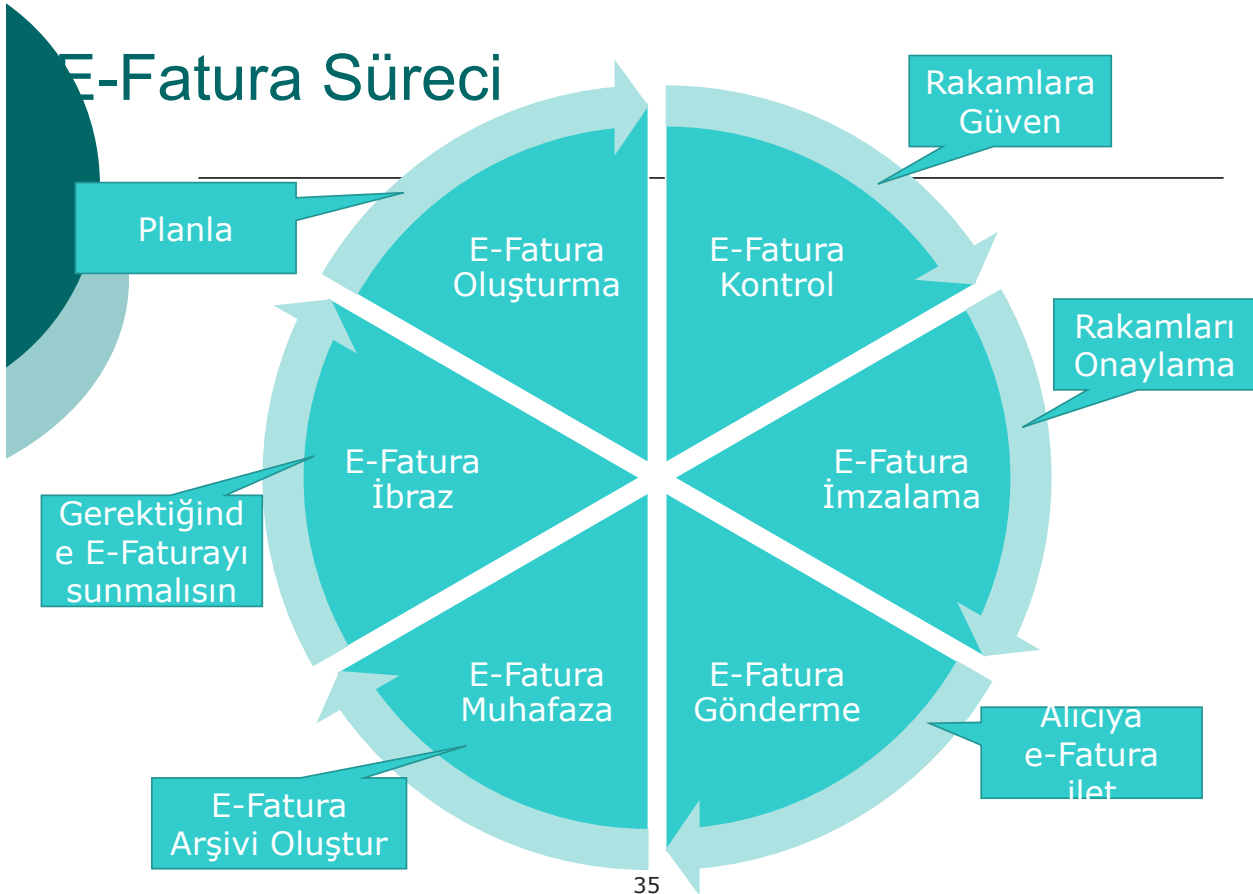 E-Fatura Süreci
Rakamlara
Güven
Planla
E-Fatura
Oluşturma
E-Fatura
Kontrol
Rakamları
Onaylama
E-Fatura
İbraz
E-Fatura
İmzalama
Gerektiğind
e E-Faturayı
sunmalısın
E-Fatura
Muhafaza
E-Fatura
Gönderme
Alıcıya
e-Fatura
ilet
E-Fatura
Arşivi Oluştur
35